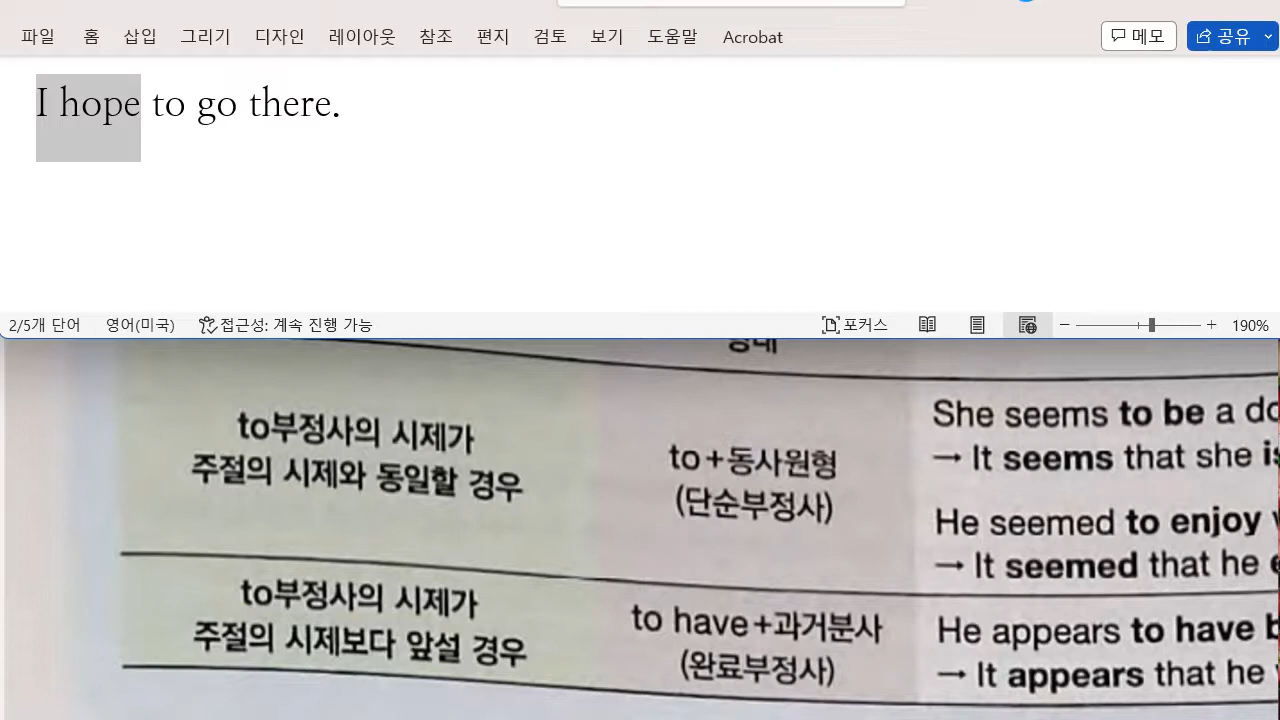 파일 홈 삽입 그리기 디자인 레이아웃 참조 편지 검토 보기 도움말 Acrobat 메모 공유
I hope to go there.
2/5개 단어 영어(미국) 접근성: 계속 진행 가능 포커스 190%
to부정사의 시제가
주절의 시제와 동일할 경우
to+동사원형
(단순부정사)
She seems to be a
→ It seems that she
He seemed to enjoy
→ It seemed that he
to부정사의 시제가
주절의 시제보다 앞설 경우
to have+과거분사
(완료부정사)
He appears to have
→ It appears that he